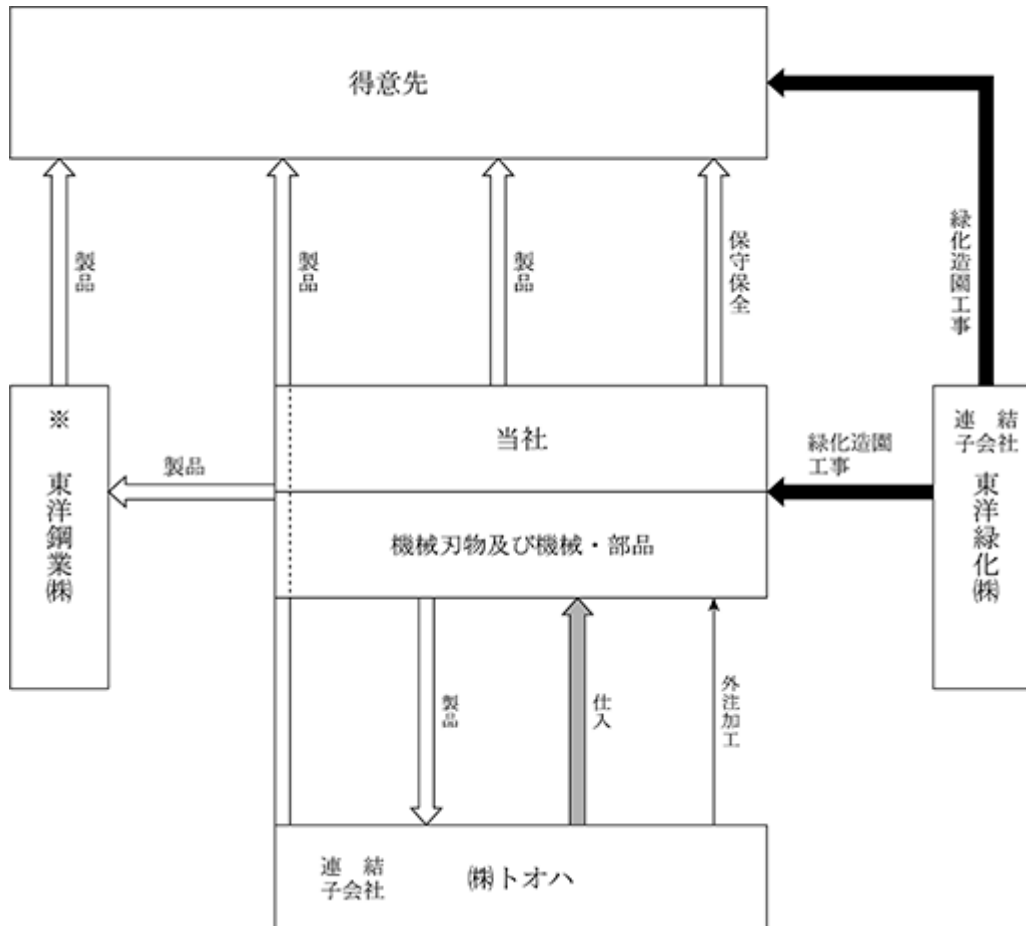 得意先
製品
製品
製品
保守保全
緑化造園工事
※ 東洋鋼業㈱
製品
当社
機械刃物及び機械・部品
緑化造園
工事
連結
子会社
東洋緑化㈱
製品
仕入
外注加工
連結
子会社
㈱トオハ